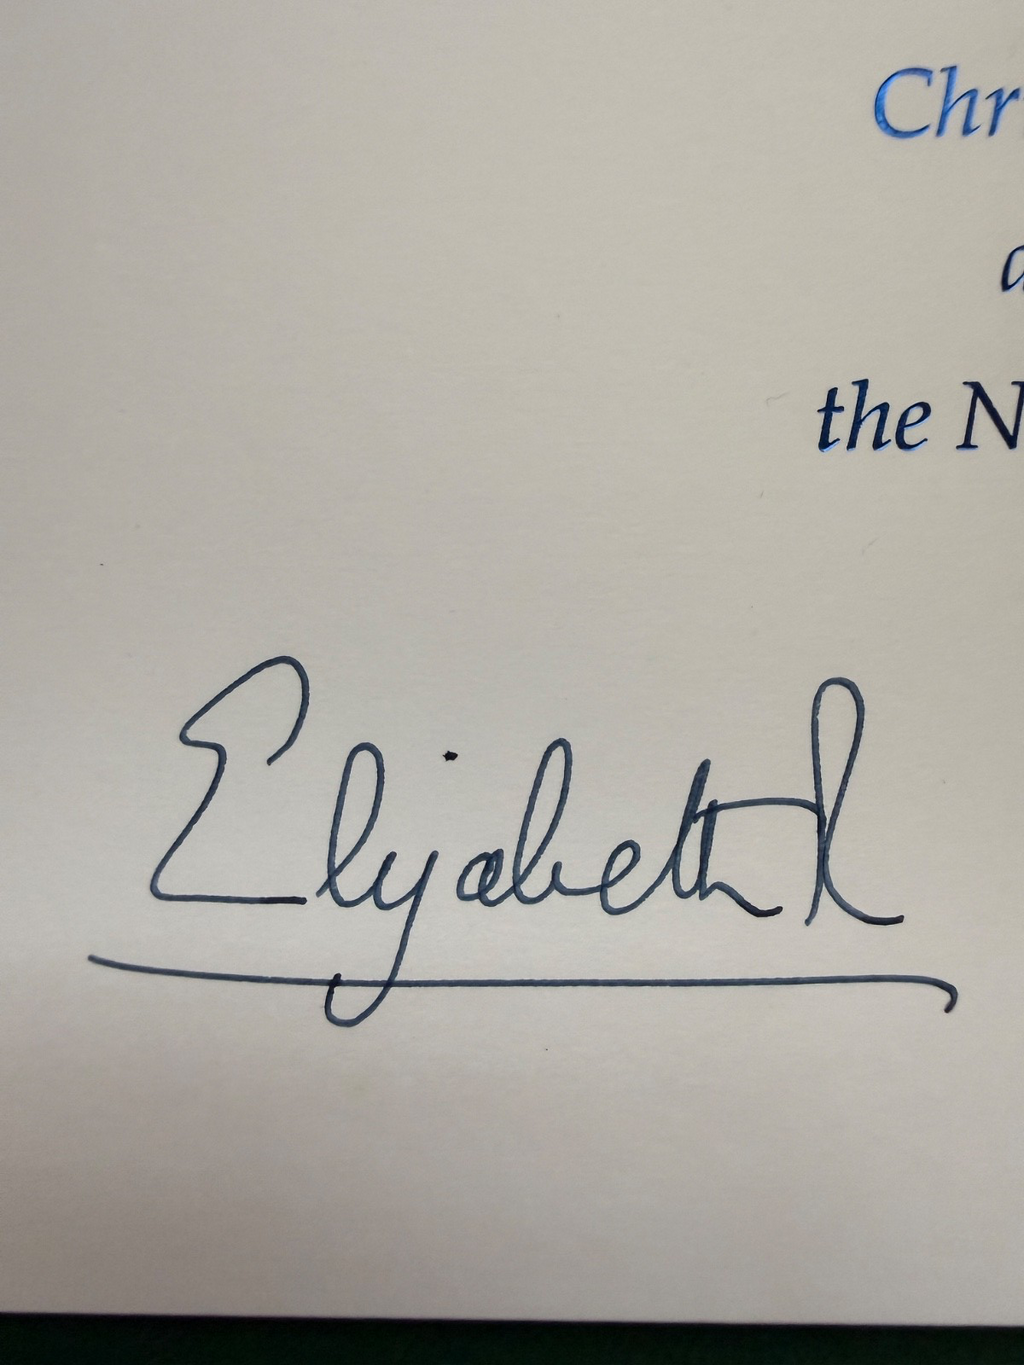 Chr
a
the N
Elizabeth R